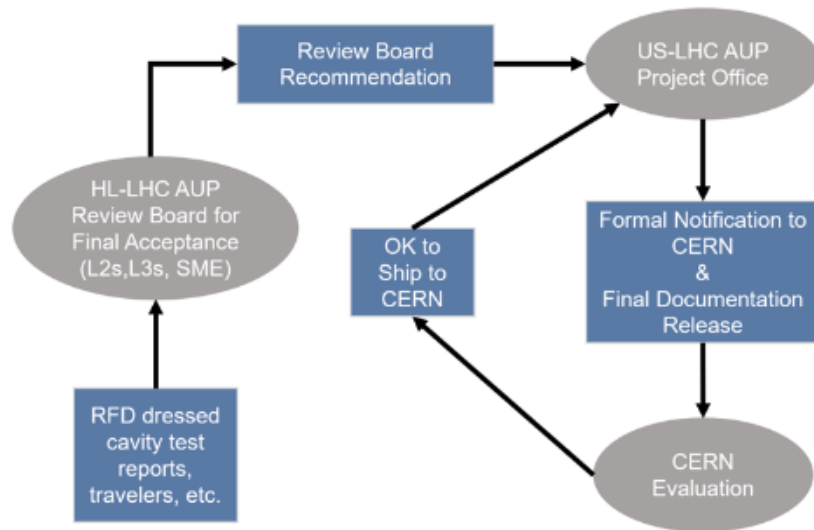 Review Board
Recommendation
US-LHC AUP
Project Office
HL-LHC AUP
Review Board for
Final Acceptance
(L2s,L3s, SME)
OK to
Ship to
CERN
Formal Notification to
CERN
&
Final Documentation
Release
RFD dressed
cavity test
reports,
travelers, etc.
CERN
Evaluation